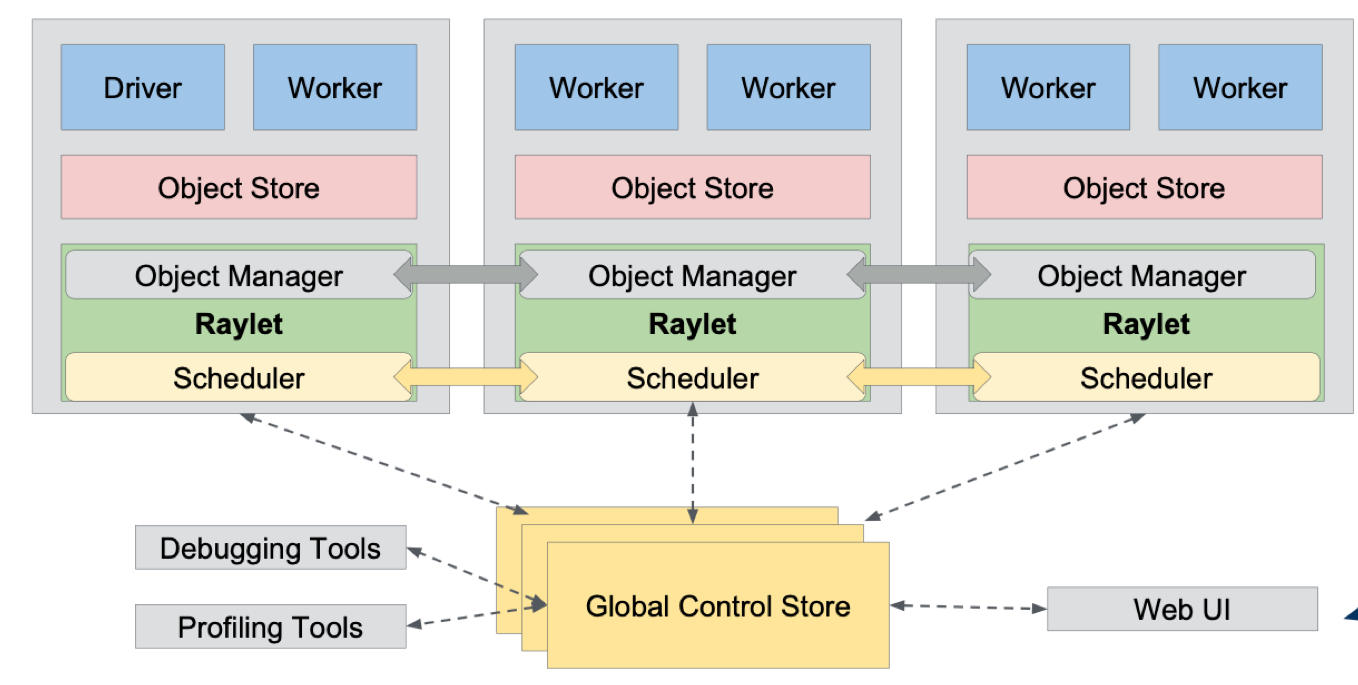 Driver
Worker
Worker
Worker
Worker
Worker
Object Store
Object Store
Object Store
Object Manager
Object Manager
Object Manager
Raylet
Raylet
Raylet
Scheduler
Scheduler
Scheduler
Debugging Tools
Profiling Tools
Global Control Store
Web UI